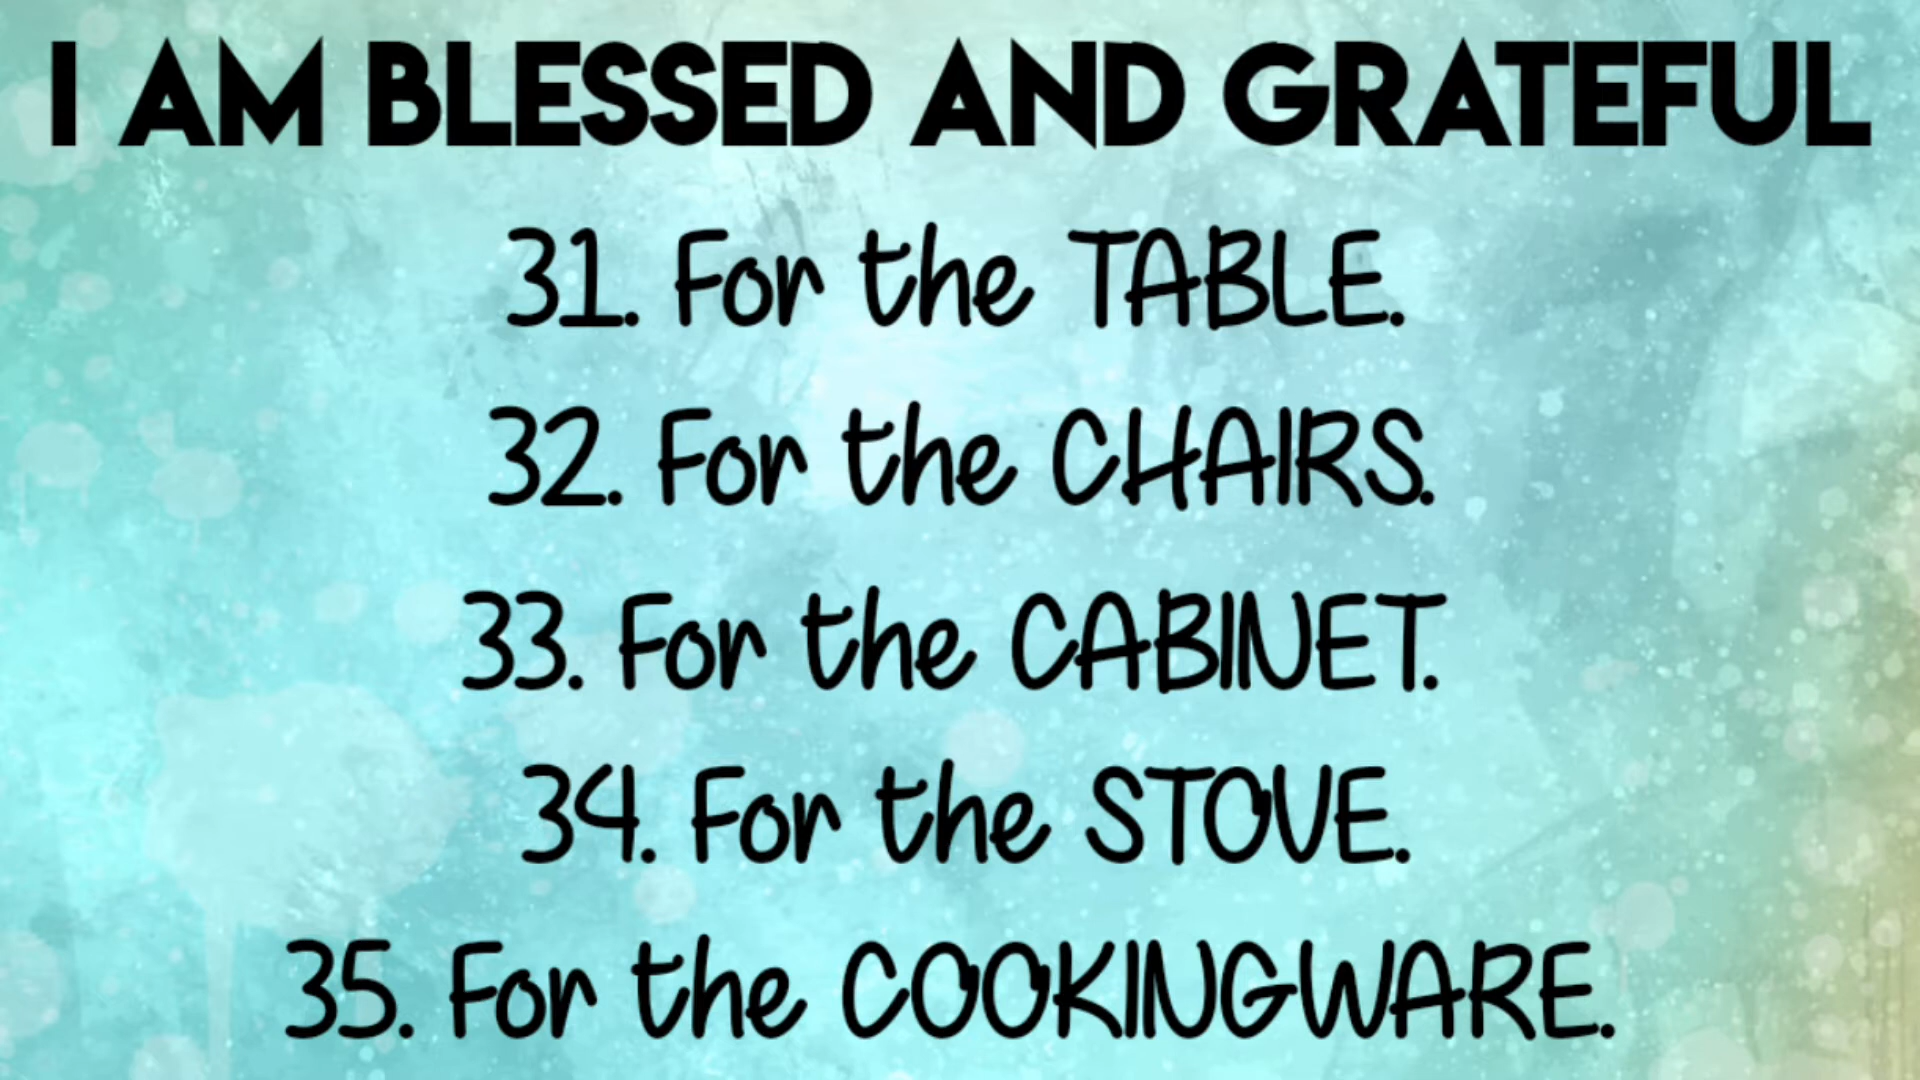 I AM BLESSED AND GRATEFUL
31. For the TABLE.
32. For the CHAIRS.
33. For the CABINET.
34. For the STOVE.
35. For the COOKINGWARE.